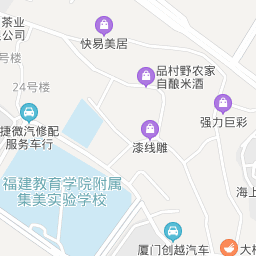 茶业
快易美居
号楼
品村野农家
自酿米酒
24号楼
强力巨彩
捷微汽修配
服务车行
漆线雕
福建教育学院附属
集美实验学校
海上
厦门创越汽车
大